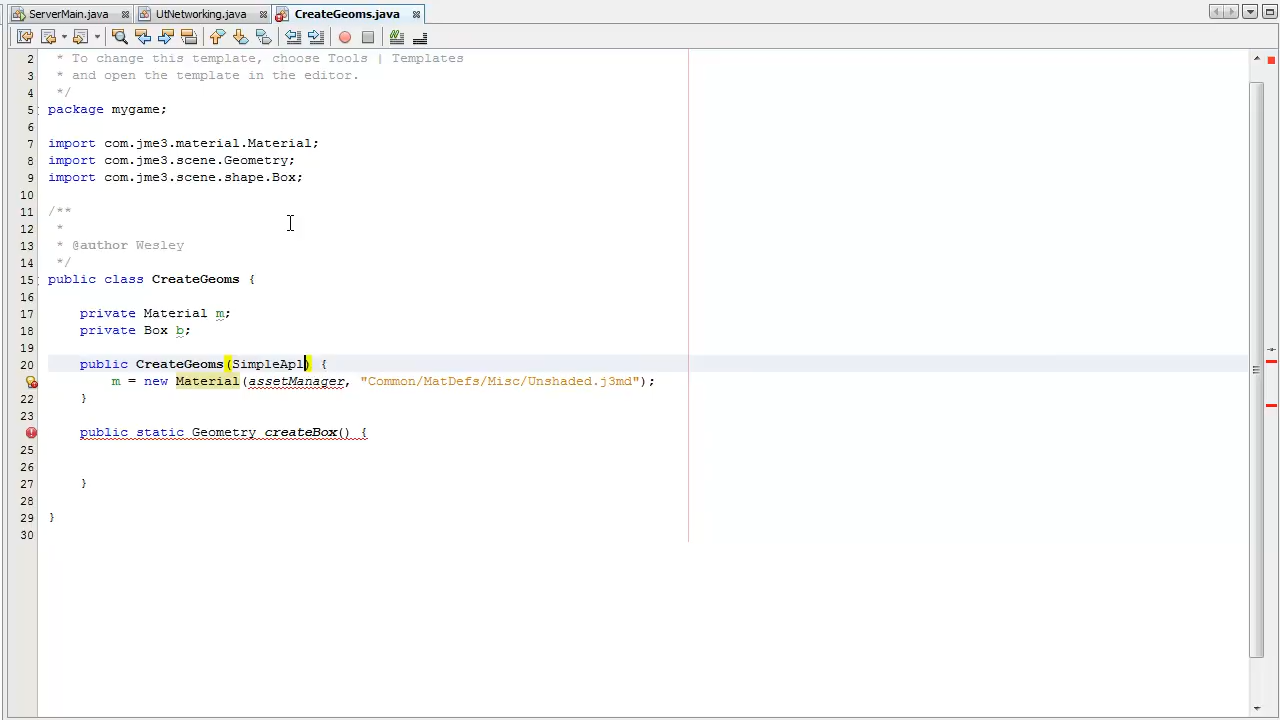 ServerMain.java UtNetworking.java CreateGeoms.java
2 * To change this template, choose Tools | Templates
3 * and open the template in the editor.
4 */
5 package mygame;
6
7 import com.jme3.material.Material;
8 import com.jme3.scene.Geometry;
9 import com.jme3.scene.shape.Box;
10
11 /**
12 *
13 * @author Wesley
14 */
15 public class CreateGeoms {
16
17 private Material m;
18 private Box b;
19
20 public CreateGeoms(SimpleApl) {
m = new Material(assetManager, "Common/MatDefs/Misc/Unshaded.j3md");
22 }
23
public static Geometry createBox() {
25
26
27 }
28
29 }
30